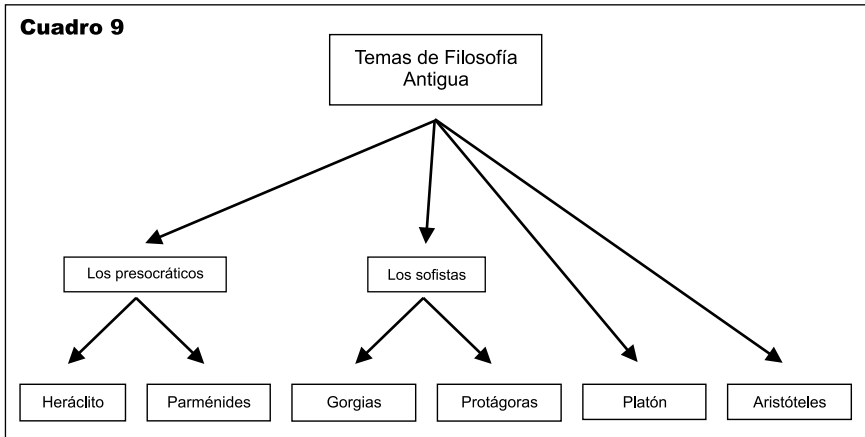 Cuadro 9
Temas de Filosofía
Antigua
Los presocráticos
Los sofistas
Heráclito
Parménides
Gorgias
Protágoras
Platón
Aristóteles